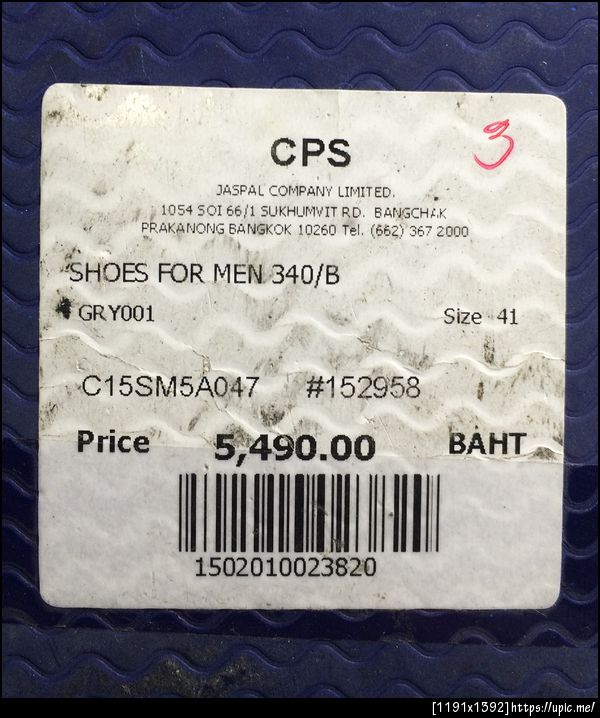 CPS
3
JASPAL COMPANY LIMITED.
1054 SOI 66/1 SUKHUMVIT RD. BANGCHAK
PRAKANONG BANGKOK 10260 Tel. (662) 367 2000
SHOES FOR MEN 340/B
GRY001 Size 41
C15SM5A047 #152958
Price 5,490.00 BAHT
1502010023820
[1191x1592]https://upic.me/